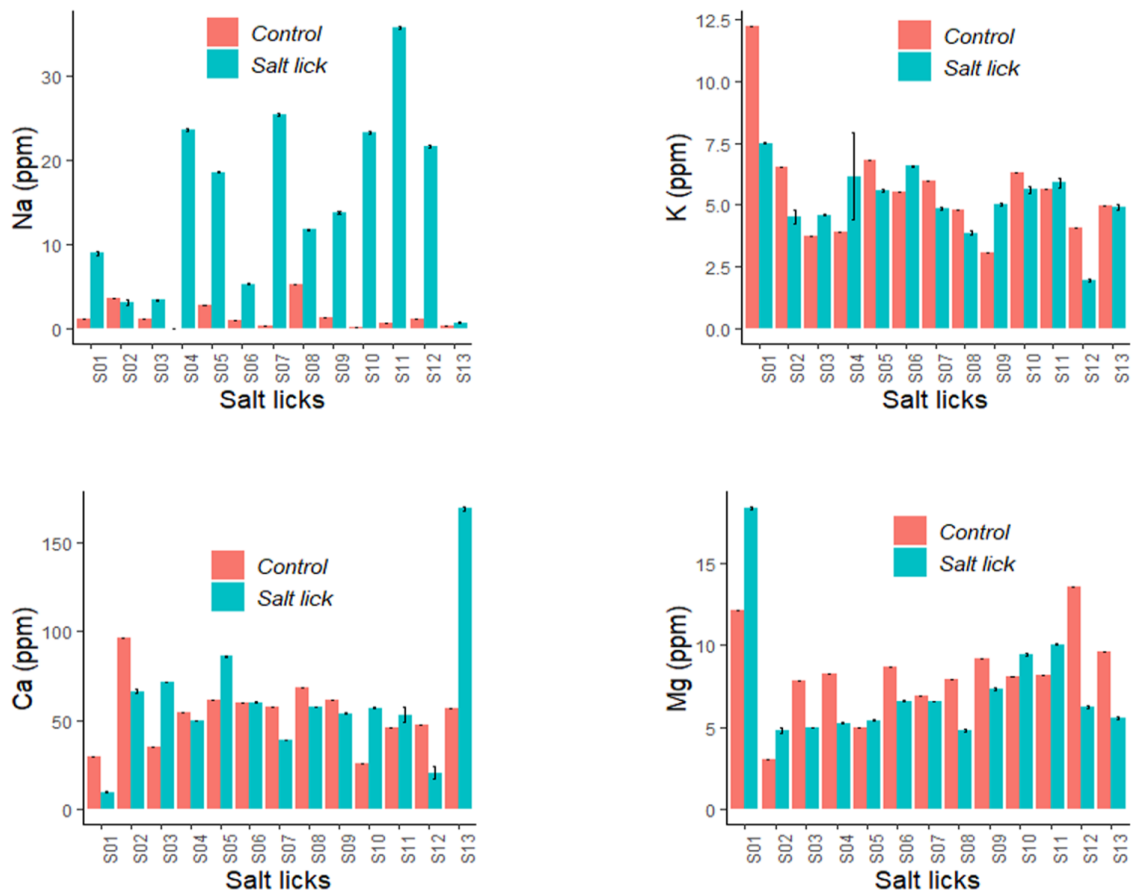 Na (ppm)
30
20
10
0
Control
Salt lick
S01 S02 S03 S04 S05 S06 S07 S08 S09 S10 S11 S12 S13
Salt licks
K (ppm)
12.5
10.0
7.5
5.0
2.5
0.0
Control
Salt lick
S01 S02 S03 S04 S05 S06 S07 S08 S09 S10 S11 S12 S13
Salt licks
Ca (ppm)
150
100
50
0
Control
Salt lick
S01 S02 S03 S04 S05 S06 S07 S08 S09 S10 S11 S12 S13
Salt licks
Mg (ppm)
15
10
5
0
Control
Salt lick
S01 S02 S03 S04 S05 S06 S07 S08 S09 S10 S11 S12 S13
Salt licks